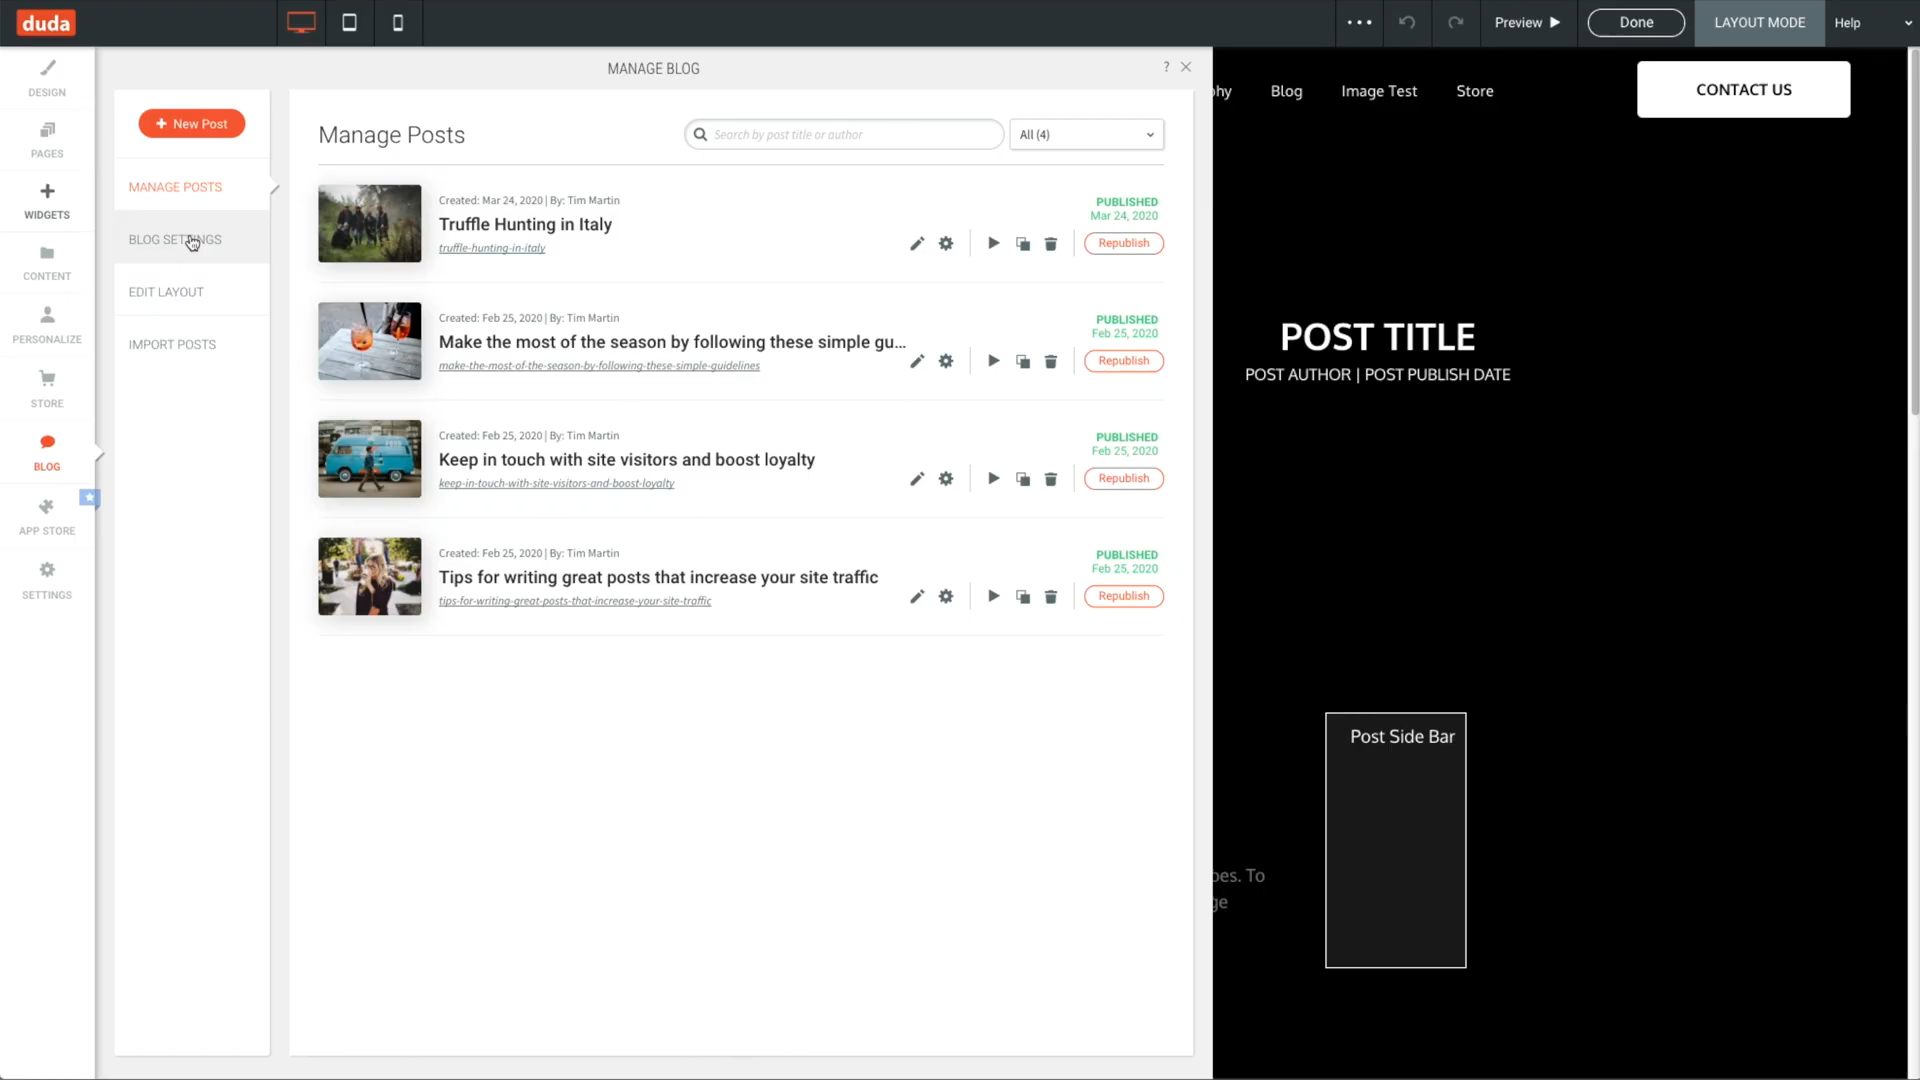 duda
Preview
Done
LAYOUT MODE
Help
DESIGN
PAGES
WIDGETS
CONTENT
PERSONALIZE
STORE
BLOG
APP STORE
SETTINGS
MANAGE BLOG
?
+ New Post
MANAGE POSTS
BLOG SETTINGS
EDIT LAYOUT
IMPORT POSTS
Manage Posts
Search by post title or author
All (4)
Created: Mar 24, 2020 | By: Tim Martin
Truffle Hunting in Italy
truffle-hunting-in-italy
PUBLISHED
Mar 24, 2020
Republish
Created: Feb 25, 2020 | By: Tim Martin
Make the most of the season by following these simple gu...
make-the-most-of-the-season-by-following-these-simple-guidelines
PUBLISHED
Feb 25, 2020
Republish
Created: Feb 25, 2020 | By: Tim Martin
Keep in touch with site visitors and boost loyalty
keep-in-touch-with-site-visitors-and-boost-loyalty
PUBLISHED
Feb 25, 2020
Republish
Created: Feb 25, 2020 | By: Tim Martin
Tips for writing great posts that increase your site traffic
tips-for-writing-great-posts-that-increase-your-site-traffic
PUBLISHED
Feb 25, 2020
Republish
Blog
Image Test
Store
CONTACT US
POST TITLE
POST AUTHOR | POST PUBLISH DATE
Post Side Bar
To